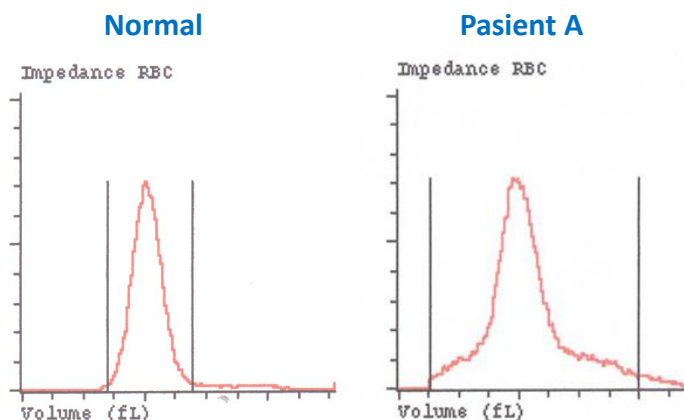 Normal
Pasient A
Impedance RBC
Impedance RBC
Volume (fL)
Volume (fL)